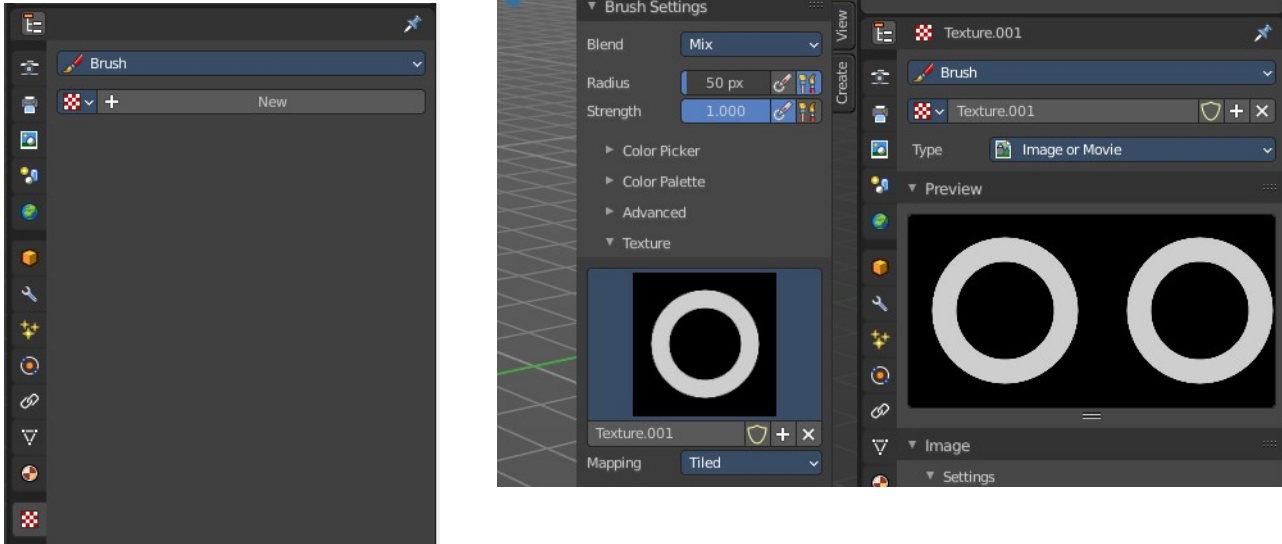 Brush
New
Brush Settings
Blend
Mix
Radius
50 px
Strength
1.000
Color Picker
Color Palette
Advanced
Texture
Texture.001
Mapping
Tiled
View
Create
Texture.001
Brush
Texture.001
Type
Image or Movie
Preview
Image
Settings